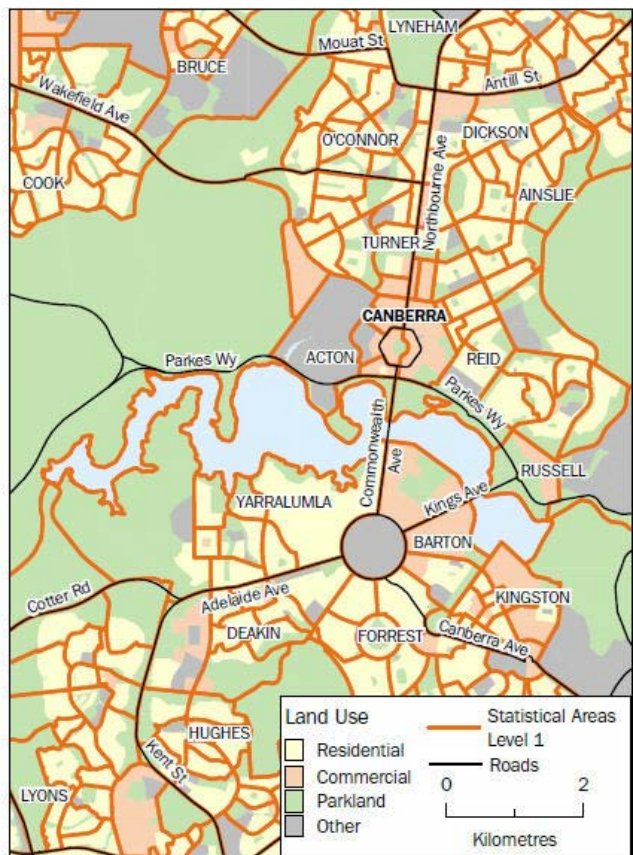 LYNEHAM
Mouat St
BRUCE
Antill St
Wakefield Ave
O'CONNOR
DICKSON
COOK
Northbourne Ave
AINSLIE
TURNER
CANBERRA
Parkes Wy
ACTON
REID
Parkes Wy
Commonwealth
Ave
RUSSELL
YARRALUMLA
Kings Ave
BARTON
Cotter Rd
Adelaide Ave
KINGSTON
DEAKIN
FORREST
Canberra Ave
HUGHES
Kent St
LYONS
Land Use
Residential
Commercial
Parkland
Other
Statistical Areas
Level 1
Roads
0 2
Kilometres